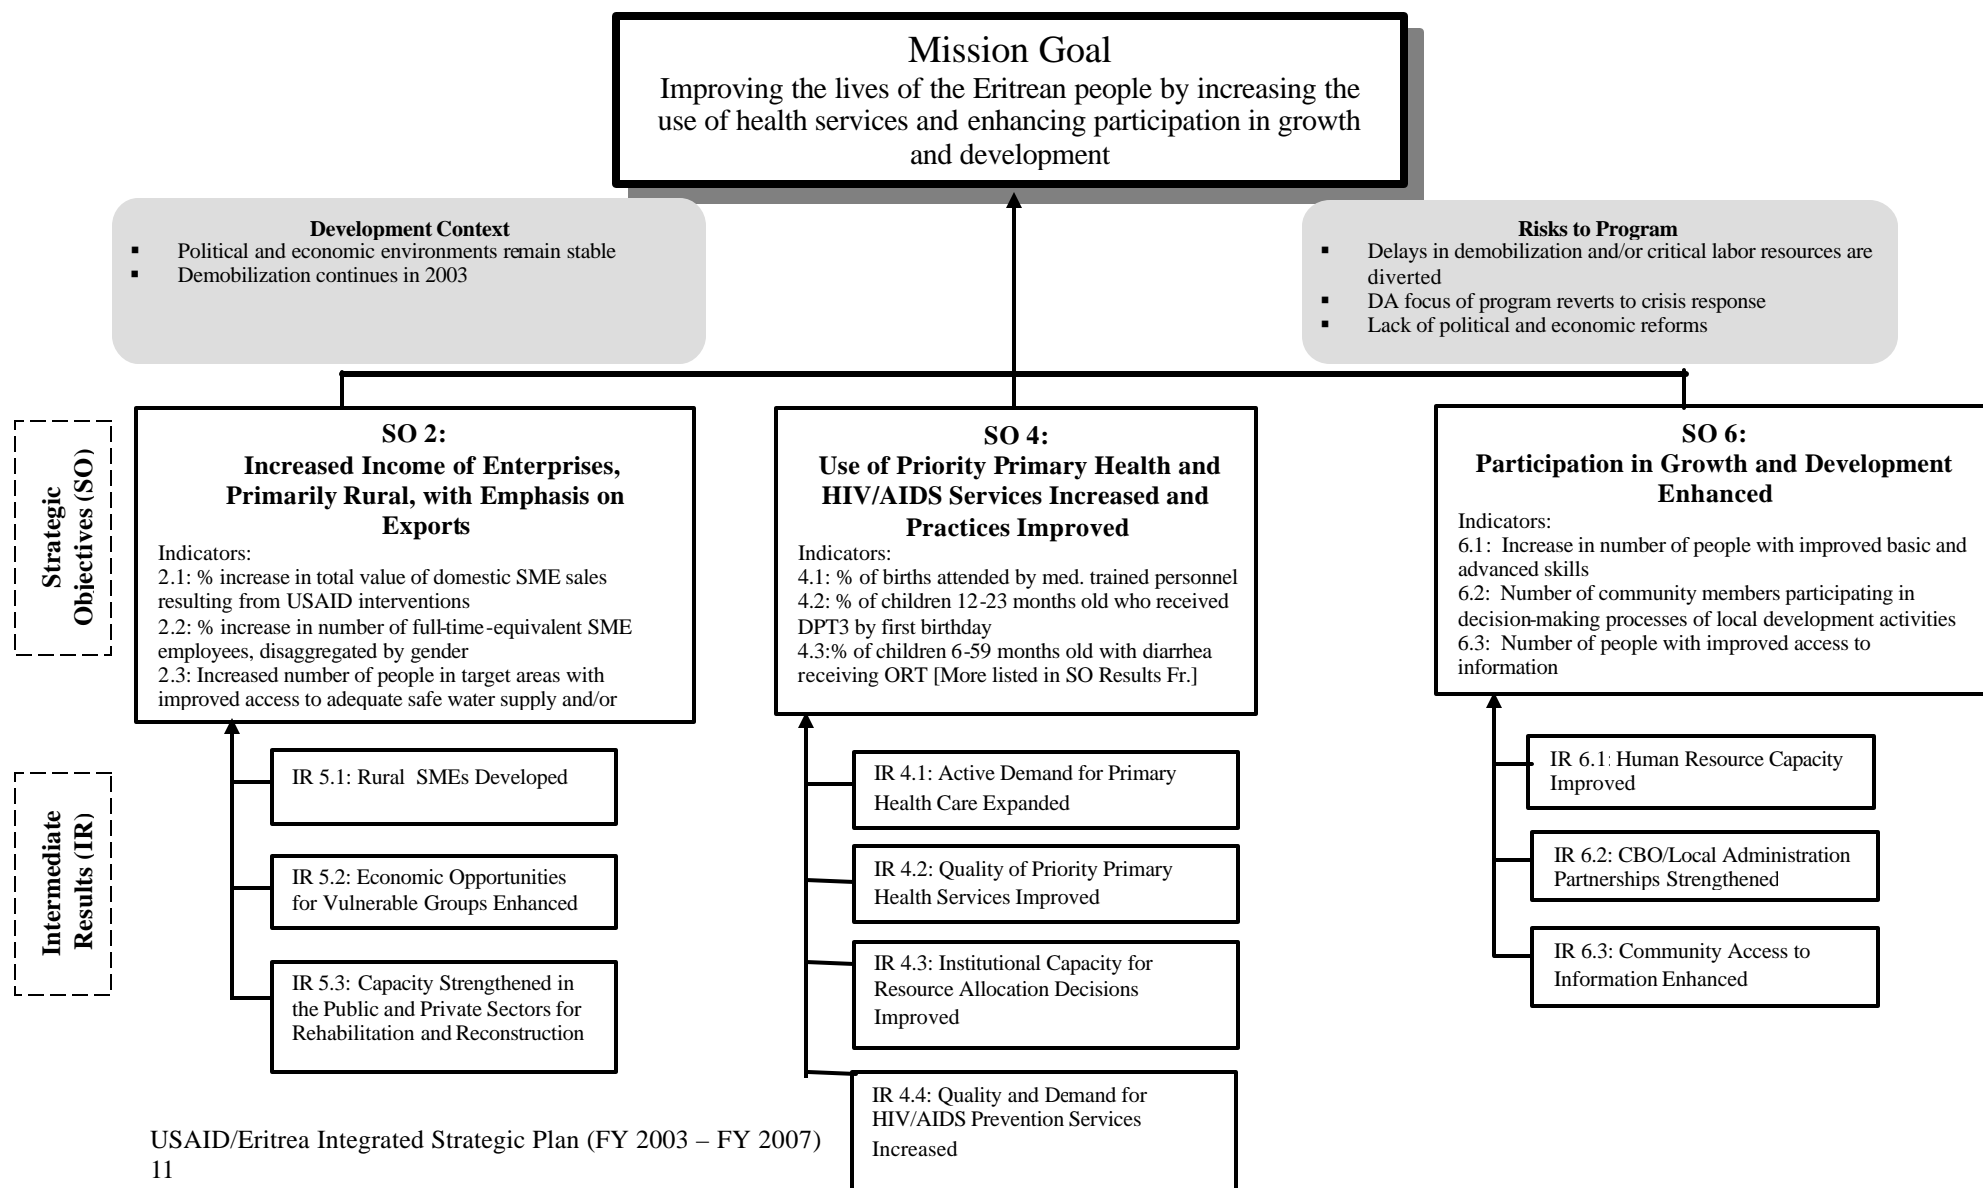 Mission Goal
Improving the lives of the Eritrean people by increasing the
use of health services and enhancing participation in growth
and development
Development Context
▪ Political and economic environments remain stable
▪ Demobilization continues in 2003
Risks to Program
▪ Delays in demobilization and/or critical labor resources are
diverted
▪ DA focus of program reverts to crisis response
▪ Lack of political and economic reforms
Strategic
Objectives (SO)
SO 2:
Increased Income of Enterprises,
Primarily Rural, with Emphasis on
Exports
Indicators:
2.1: % increase in total value of domestic SME sales
resulting from USAID interventions
2.2: % increase in number of full-time-equivalent SME
employees, disaggregated by gender
2.3: Increased number of people in target areas with
improved access to adequate safe water supply and/or
SO 4:
Use of Priority Primary Health and
HIV/AIDS Services Increased and
Practices Improved
Indicators:
4.1: % of births attended by med. trained personnel
4.2: % of children 12-23 months old who received
DPT3 by first birthday
4.3:% of children 6-59 months old with diarrhea
receiving ORT [More listed in SO Results Fr.]
SO 6:
Participation in Growth and Development
Enhanced
Indicators:
6.1: Increase in number of people with improved basic and
advanced skills
6.2: Number of community members participating in
decision-making processes of local development activities
6.3: Number of people with improved access to
information
Intermediate
Results (IR)
IR 5.1: Rural SMEs Developed
IR 5.2: Economic Opportunities
for Vulnerable Groups Enhanced
IR 5.3: Capacity Strengthened in
the Public and Private Sectors for
Rehabilitation and Reconstruction
IR 4.1: Active Demand for Primary
Health Care Expanded
IR 4.2: Quality of Priority Primary
Health Services Improved
IR 4.3: Institutional Capacity for
Resource Allocation Decisions
Improved
IR 4.4: Quality and Demand for
HIV/AIDS Prevention Services
Increased
IR 6.1: Human Resource Capacity
Improved
IR 6.2: CBO/Local Administration
Partnerships Strengthened
IR 6.3: Community Access to
Information Enhanced
USAID/Eritrea Integrated Strategic Plan (FY 2003 – FY 2007)
11